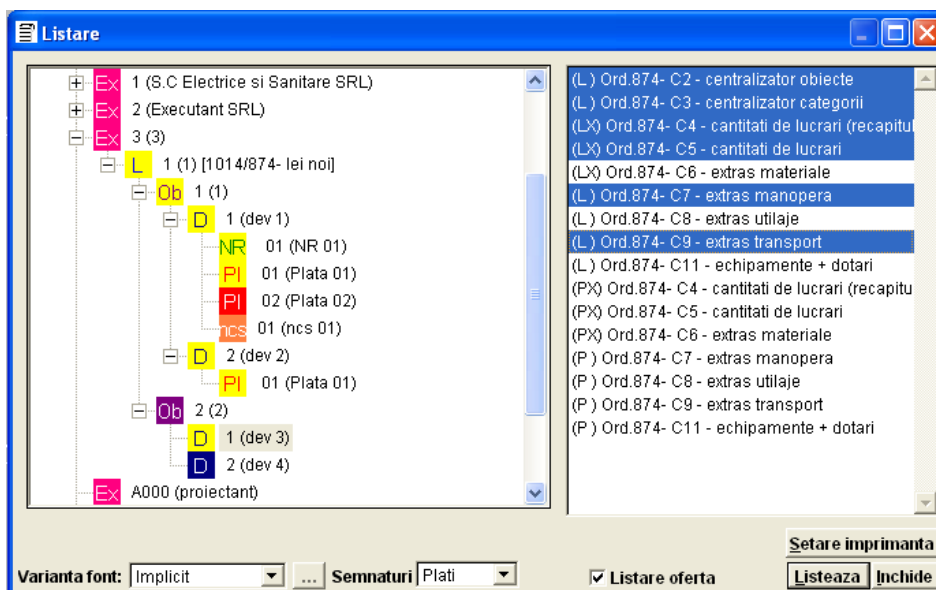 Listare
Ex 1 (S.C Electrice si Sanitare SRL)
Ex 2 (Executant SRL)
Ex 3 (3)
L 1 (1) [1014/874- lei noi]
Ob 1 (1)
D 1 (dev 1)
NR 01 (NR 01)
Pl 01 (Plata 01)
Pl 02 (Plata 02)
ncs 01 (ncs 01)
D 2 (dev 2)
Pl 01 (Plata 01)
Ob 2 (2)
D 1 (dev 3)
D 2 (dev 4)
Ex A000 (proiectant)
(L ) Ord.874- C2 - centralizator obiecte
(L ) Ord.874- C3 - centralizator categorii
(LX) Ord.874- C4 - cantitati de lucrari (recapitul
(LX) Ord.874- C5 - cantitati de lucrari
(LX) Ord.874- C6 - extras materiale
(L ) Ord.874- C7 - extras manopera
(L ) Ord.874- C8 - extras utilaje
(L ) Ord.874- C9 - extras transport
(L ) Ord.874- C11 - echipamente + dotari
(PX) Ord.874- C4 - cantitati de lucrari (recapitu
(PX) Ord.874- C5 - cantitati de lucrari
(PX) Ord.874- C6 - extras materiale
(P ) Ord.874- C7 - extras manopera
(P ) Ord.874- C8 - extras utilaje
(P ) Ord.874- C9 - extras transport
(P ) Ord.874- C11 - echipamente + dotari
Setare imprimanta
Varianta font: Implicit ... Semnaturi Plati Listare oferta Listeaza Inchide